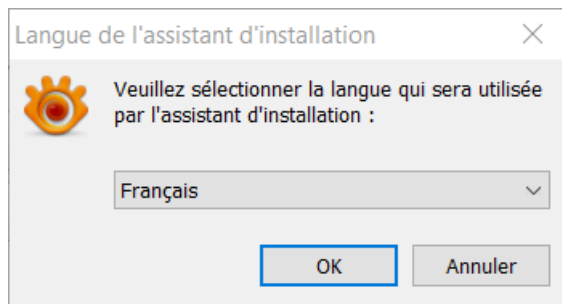 Langue de l'assistant d'installation
Veuillez sélectionner la langue qui sera utilisée
par l'assistant d'installation :
Français
OK
Annuler